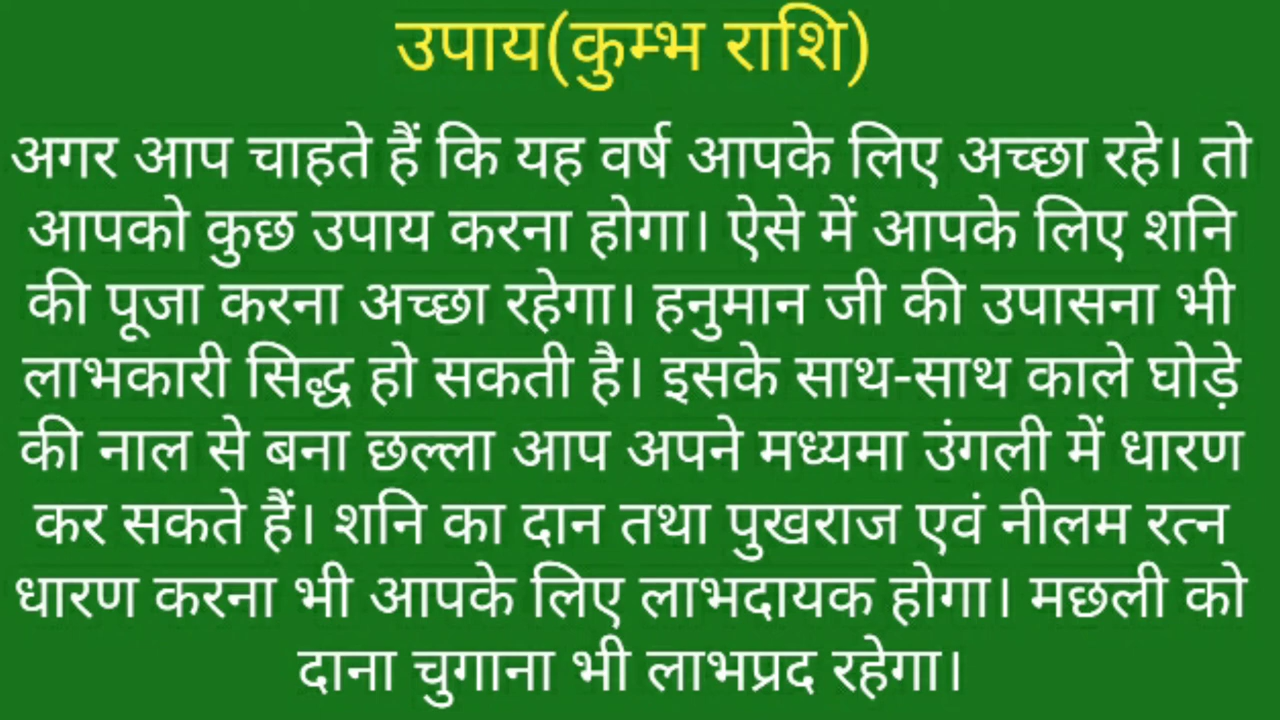 उपाय(कुम्भ राशि)
अगर आप चाहते हैं कि यह वर्ष आपके लिए अच्छा रहे। तो
आपको कुछ उपाय करना होगा। ऐसे में आपके लिए शनि
की पूजा करना अच्छा रहेगा। हनुमान जी की उपासना भी
लाभकारी सिद्ध हो सकती है। इसके साथ-साथ काले घोड़े
की नाल से बना छल्ला आप अपने मध्यमा उंगली में धारण
कर सकते हैं। शनि का दान तथा पुखराज एवं नीलम रत्न
धारण करना भी आपके लिए लाभदायक होगा। मछली को
दाना चुगाना भी लाभप्रद रहेगा।